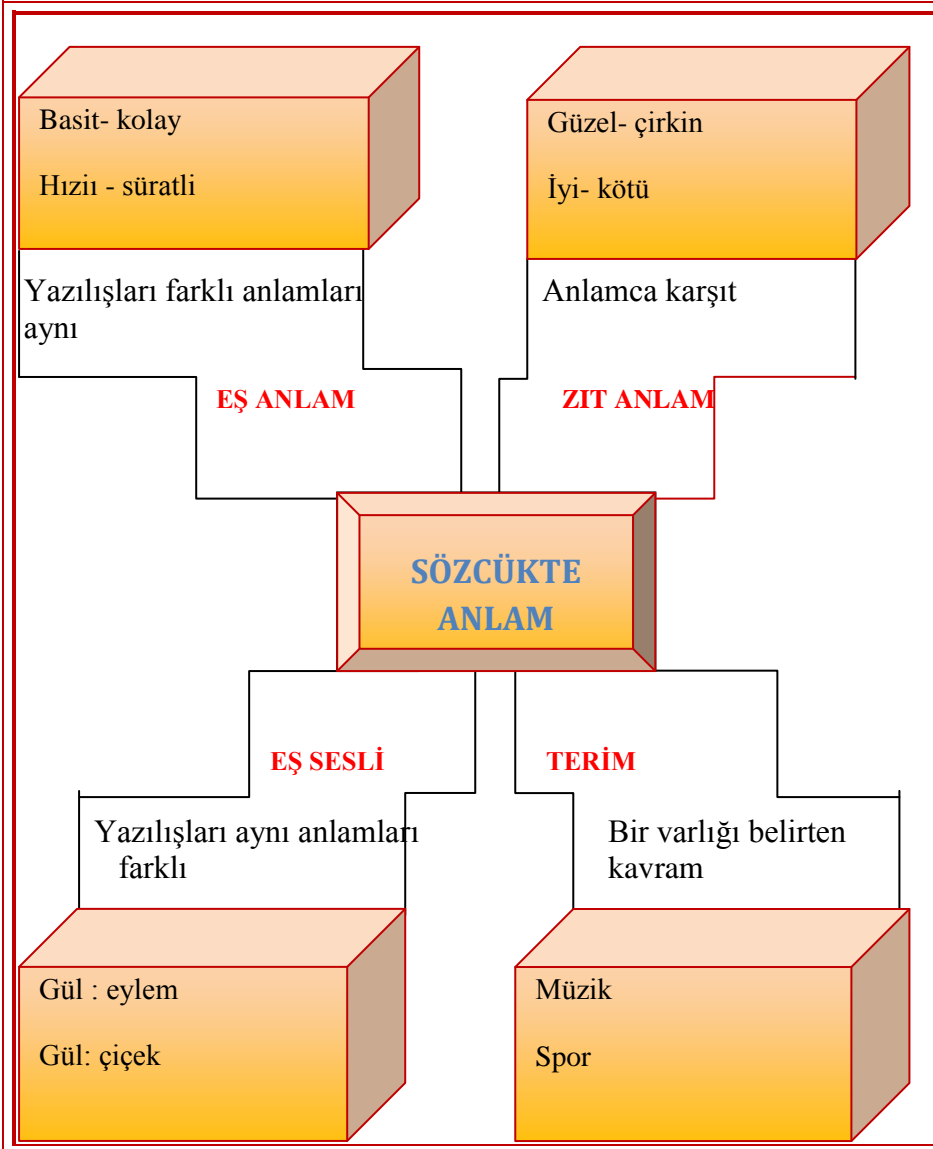 Basit- kolay
Hıziı - süratli
Güzel- çirkin
İyi- kötü
Yazılışları farklı anlamları
aynı
Anlamca karşıt
EŞ ANLAM
ZIT ANLAM
SÖZCÜKTE
ANLAM
EŞ SESLİ
TERİM
Yazılışları aynı anlamları
farklı
Bir varlığı belirten
kavram
Gül : eylem
Gül: çiçek
Müzik
Spor